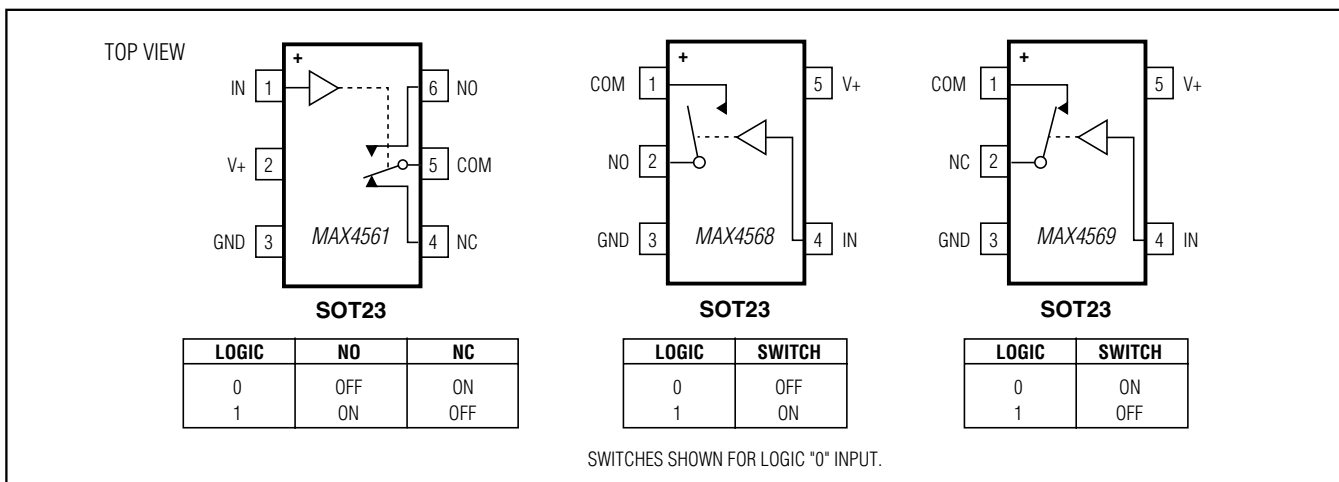 TOP VIEW
+
IN 1
6 NO
V+ 2
5 COM
GND 3
MAX4561
4 NC
SOT23
LOGIC NO NC
0 OFF ON
1 ON OFF
+
COM 1
5 V+
NO 2
GND 3
MAX4568
4 IN
SOT23
LOGIC SWITCH
0 OFF
1 ON
+
COM 1
5 V+
NC 2
GND 3
MAX4569
4 IN
SOT23
LOGIC SWITCH
0 ON
1 OFF
SWITCHES SHOWN FOR LOGIC "0" INPUT.